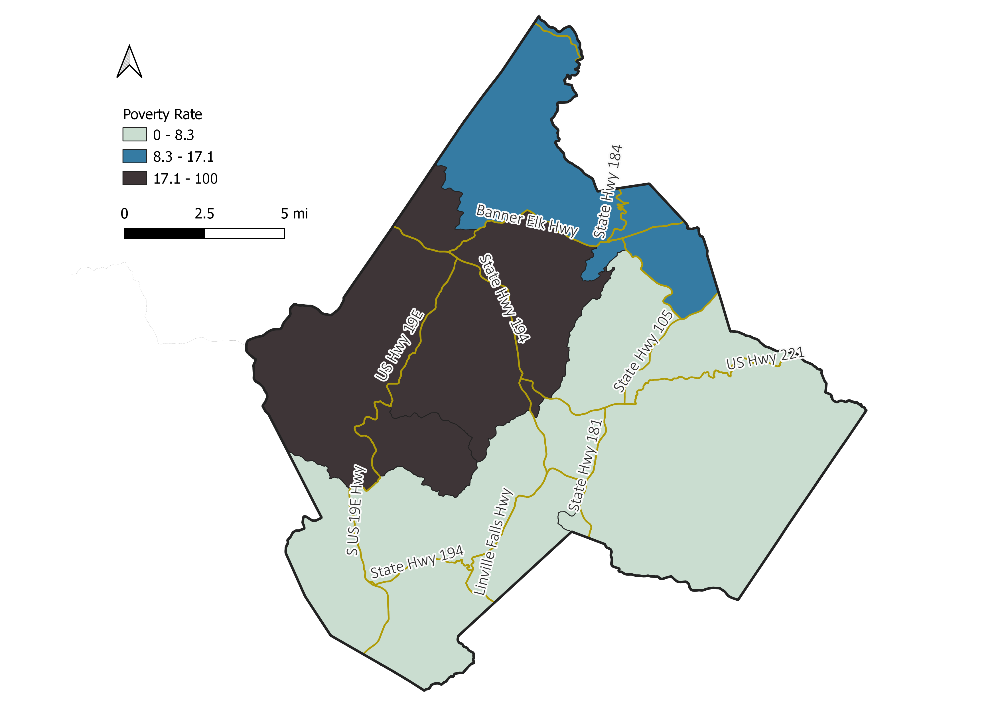 Poverty Rate
0 - 8.3
8.3 - 17.1
17.1 - 100
0 2.5 5 mi
State Hwy 184
Banner Elk Hwy
State Hwy 194
US Hwy 19E
State Hwy 105
US Hwy 221
State Hwy 181
S US 19E Hwy
Linville Falls Hwy
State Hwy 194